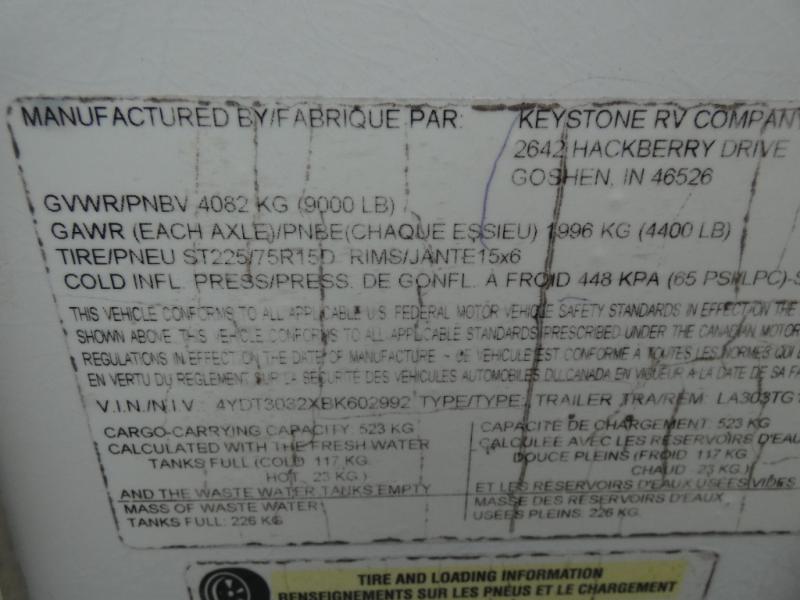 MANUFACTURED BY/FABRIQUE PAR: KEYSTONE RV COMPANY
2642 HACKBERRY DRIVE
GOSHEN, IN 46526
GVWR/PNBV 4082 KG (9000 LB)
GAWR (EACH AXLE)/PNBE(CHAQUE ESSIEU) 1996 KG (4400 LB)
TIRE/PNEU ST225/75R15D RIMS/JANTE15x6
COLD INFL. PRESS/PRESS. DE GONFL. À FROID 448 KPA (65 PSI/LPC)-S
THIS VEHICLE CONFORMS TO ALL APPLICABLE U.S. FEDERAL MOTOR VEHICLE SAFETY STANDARDS IN EFFECT ON THE
SHOWN ABOVE. THIS VEHICLE CONFORMS TO ALL APPLICABLE STANDARDS PRESCRIBED UNDER THE CANADIAN MOTOR
REGULATIONS IN EFFECT ON THE DATE OF MANUFACTURE - CE VEHICULE EST CONFORME À TOUTES LES NORMES QUI
EN VERTU DU REGLEMENT SUR LA SECURITE DES VEHICULES AUTOMOBILES DU CANADA EN VIGUEUR A LA DATE DE SA
V.I.N./N.I.V.: 4YDT3032XBK602992 TYPE/TYPE: TRAILER TRA/REM: LA303TG
CARGO-CARRYING CAPACITY: 523 KG
CALCULATED WITH THE FRESH WATER
TANKS FULL (COLD: 117 KG.
HOT: 23 KG.)
AND THE WASTE WATER TANKS EMPTY
MASS OF WASTE WATER
TANKS FULL: 226 KG
CAPACITE DE CHARGEMENT: 523 KG
CALCULEE AVEC LES RESERVOIRS D'EAU
DOUCE PLEINS (FROID: 117 KG
CHAUD: 23 KG.)
ET LES RESERVOIRS D'EAUX USEES VIDES
MASSE DES RESERVOIRS D'EAUX
USEES PLEINS: 226 KG.
TIRE AND LOADING INFORMATION
RENSEIGNEMENTS SUR LES PNEUS ET LE CHARGEMENT